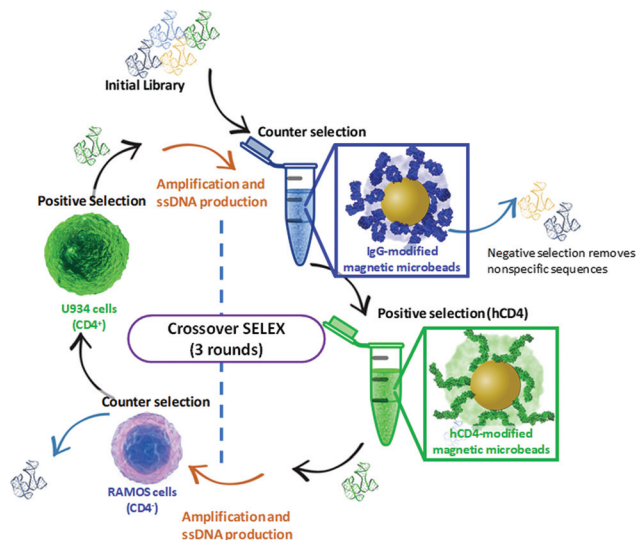 Initial Library
Counter selection
Amplification and
ssDNA production
IgG-modified
magnetic microbeads
Negative selection removes
nonspecific sequences
Positive Selection
U934 cells
(CD4⁺)
Positive selection (hCD4)
Crossover SELEX
(3 rounds)
hCD4-modified
magnetic microbeads
Counter selection
RAMOS cells
(CD4⁻)
Amplification and
ssDNA production